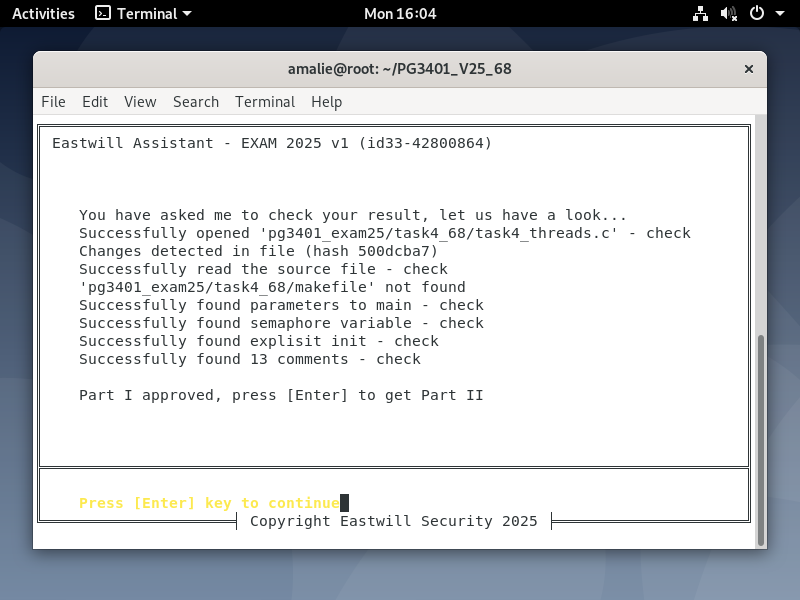 Activities Terminal Mon 16:04
amalie@root: ~/PG3401_V25_68
File Edit View Search Terminal Help
Eastwill Assistant - EXAM 2025 v1 (id33-42800864)
You have asked me to check your result, let us have a look...
Successfully opened 'pg3401_exam25/task4_68/task4_threads.c' - check
Changes detected in file (hash 500dcba7)
Successfully read the source file - check
'pg3401_exam25/task4_68/makefile' not found
Successfully found parameters to main - check
Successfully found semaphore variable - check
Successfully found explisit init - check
Successfully found 13 comments - check
Part I approved, press [Enter] to get Part II
Press [Enter] key to continue
Copyright Eastwill Security 2025